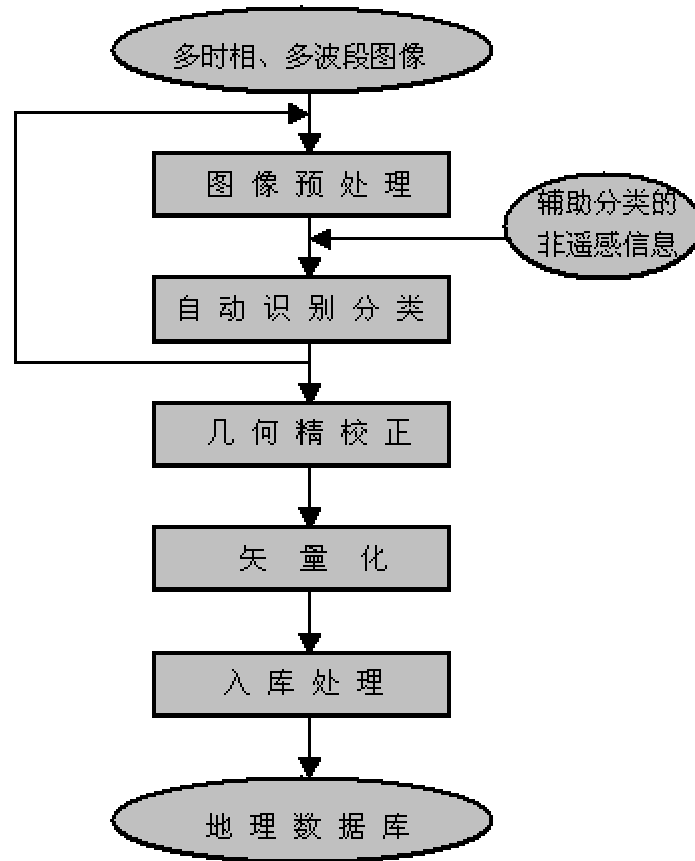 多时相、多波段图像
图像预处理
辅助分类的
非遥感信息
自动识别分类
几何精校正
矢量化
入库处理
地理数据库